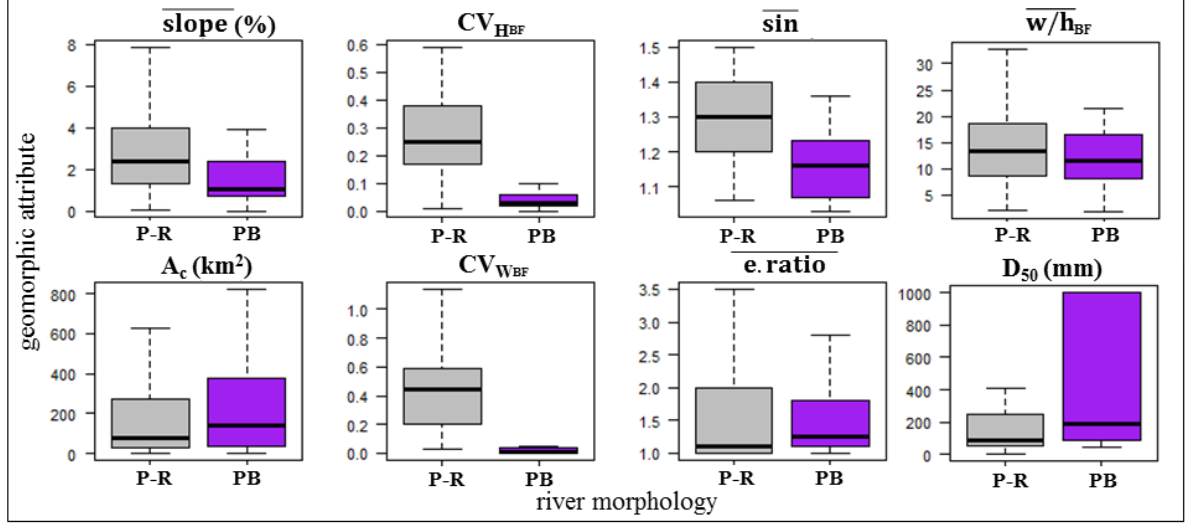 slope (%)
8
6
4
2
0
P-R PB
CV_HBF
0.6
0.5
0.4
0.3
0.2
0.1
0.0
P-R PB
sin
1.5
1.4
1.3
1.2
1.1
P-R PB
w/h_BF
30
25
20
15
10
5
P-R PB
geomorphic attribute
A_c (km²)
800
600
400
200
0
P-R PB
CV_WBF
1.0
0.8
0.6
0.4
0.2
0.0
P-R PB
e. ratio
3.5
3.0
2.5
2.0
1.5
1.0
P-R PB
D₅₀ (mm)
1000
800
600
400
200
0
P-R PB
river morphology